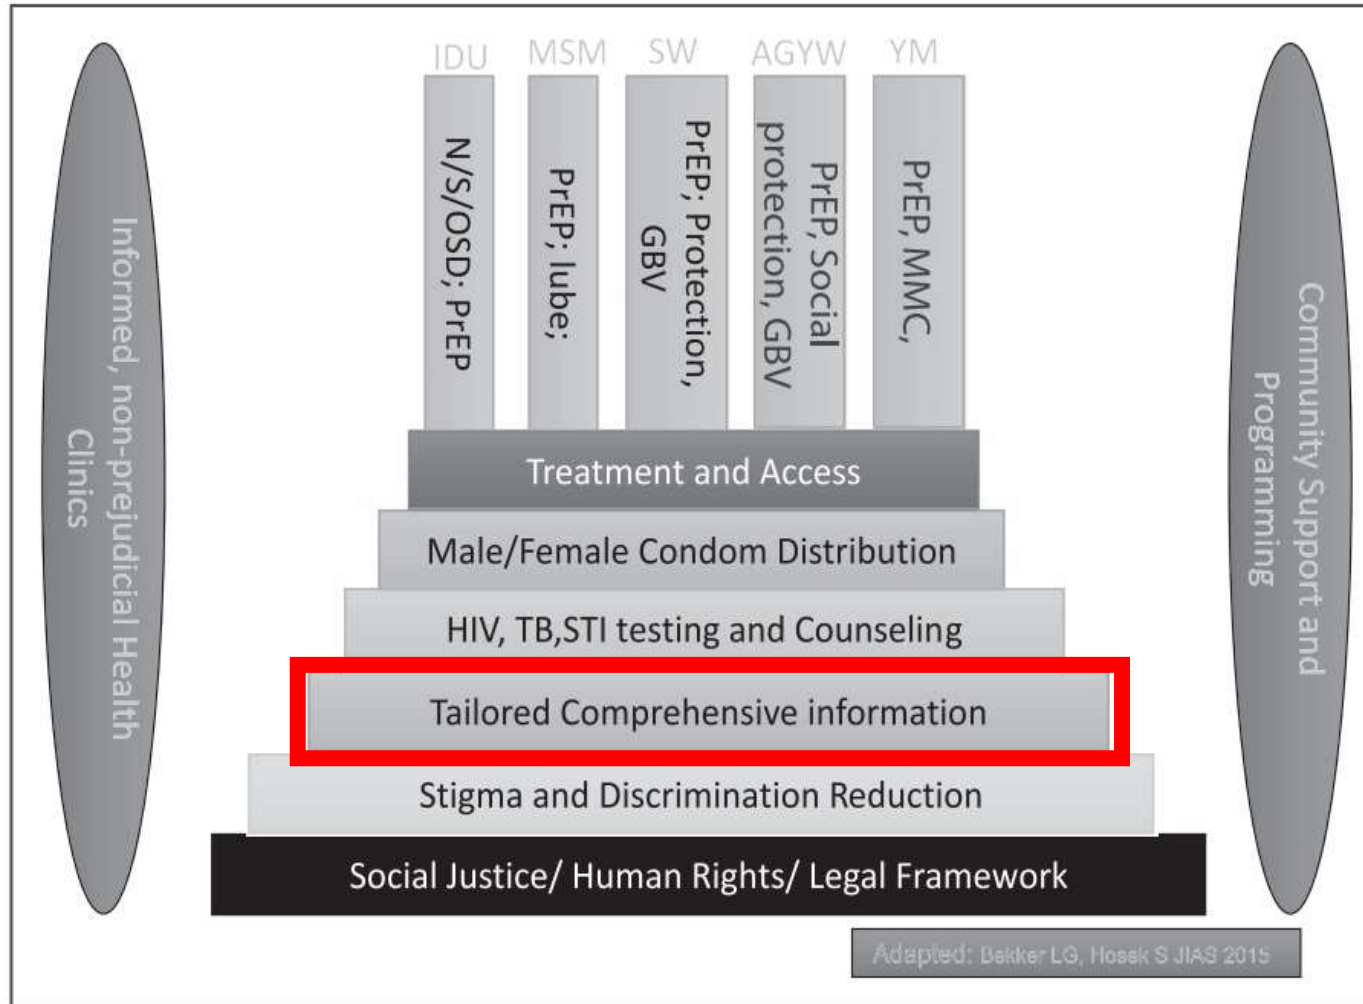 IDU
MSM
SW
AGYW
YM
N/S/OSD; PrEP
PrEP; lube;
PrEP; Protection,
GBV
PrEP, Social
protection, GBV
PrEP, MMC,
Treatment and Access
Male/Female Condom Distribution
HIV, TB,STI testing and Counseling
Tailored Comprehensive information
Stigma and Discrimination Reduction
Social Justice/ Human Rights/ Legal Framework
Informed, non-prejudicial Health
Clinics
Community Support and
Programming
Adapted: Bekker LG, Hosek S JIAS 2015